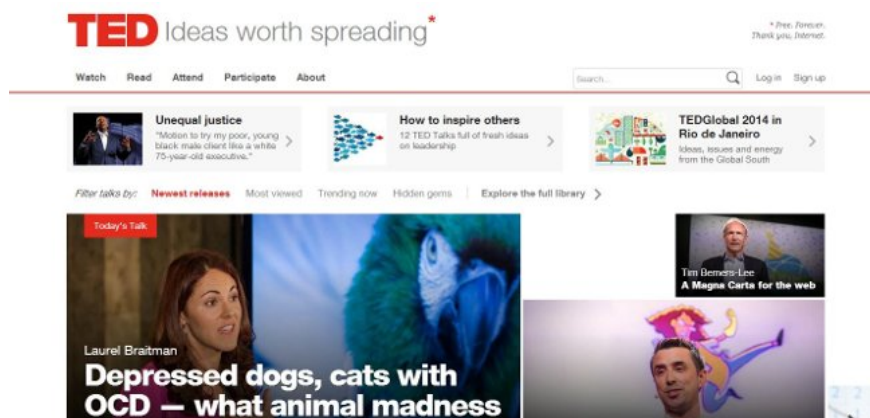 TED Ideas worth spreading*
* Free. Forever.
Thank you, Internet.
Watch Read Attend Participate About
Search... Log in Sign up
Unequal justice
"Motion to try my poor, young
black male client like a white
75-year-old executive."
How to inspire others
12 TED Talks full of fresh ideas
on leadership
TEDGlobal 2014 in
Rio de Janeiro
Ideas, issues and energy
from the Global South
Filter talks by: Newest releases Most viewed Trending now Hidden gems Explore the full library
Today's Talk
Tim Berners-Lee
A Magna Carta for the web
Laurel Braitman
Depressed dogs, cats with
OCD — what animal madness
2 2